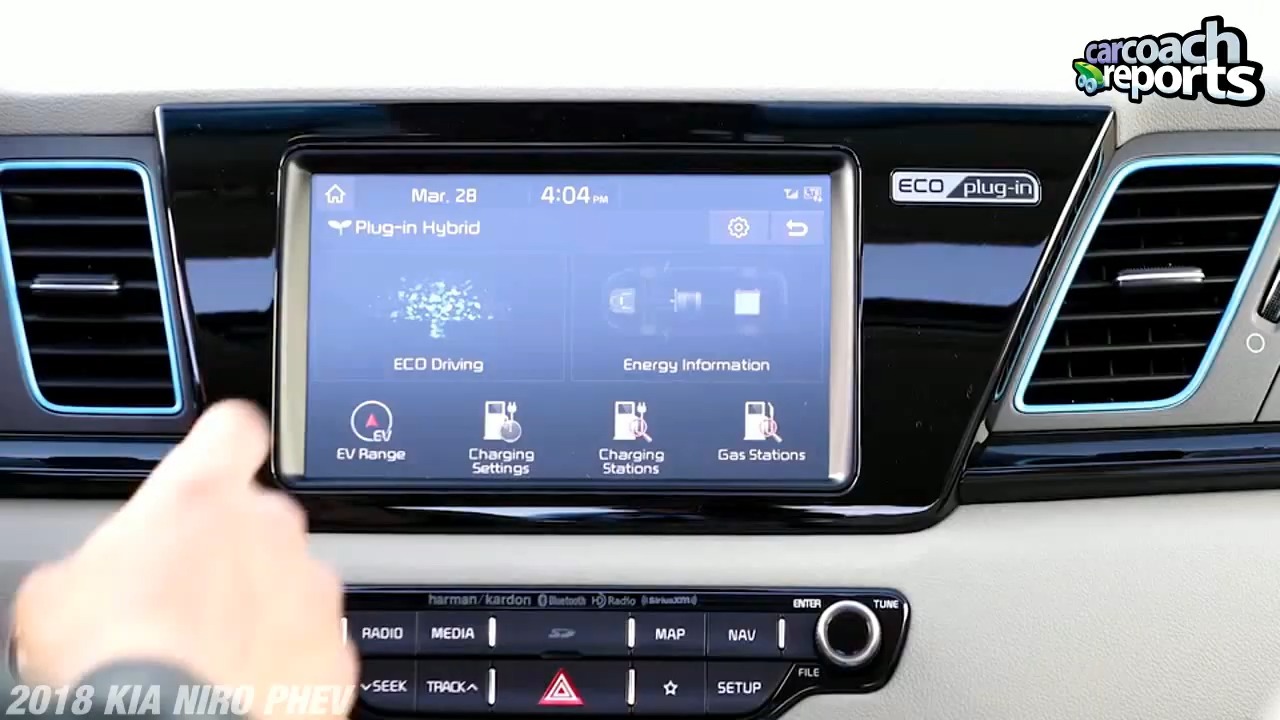 carcoach
reports
Mar. 28
4:04 PM
Plug-in Hybrid
ECO plug-in
ECO Driving
Energy Information
EV
EV Range
Charging
Settings
Charging
Stations
Gas Stations
harman/kardon Bluetooth HD Radio ((SiriusXM))
ENTER
TUNE
RADIO
MEDIA
SD
MAP
NAV
FILE
SEEK
TRACK
SETUP
2018 KIA NIRO PHEV